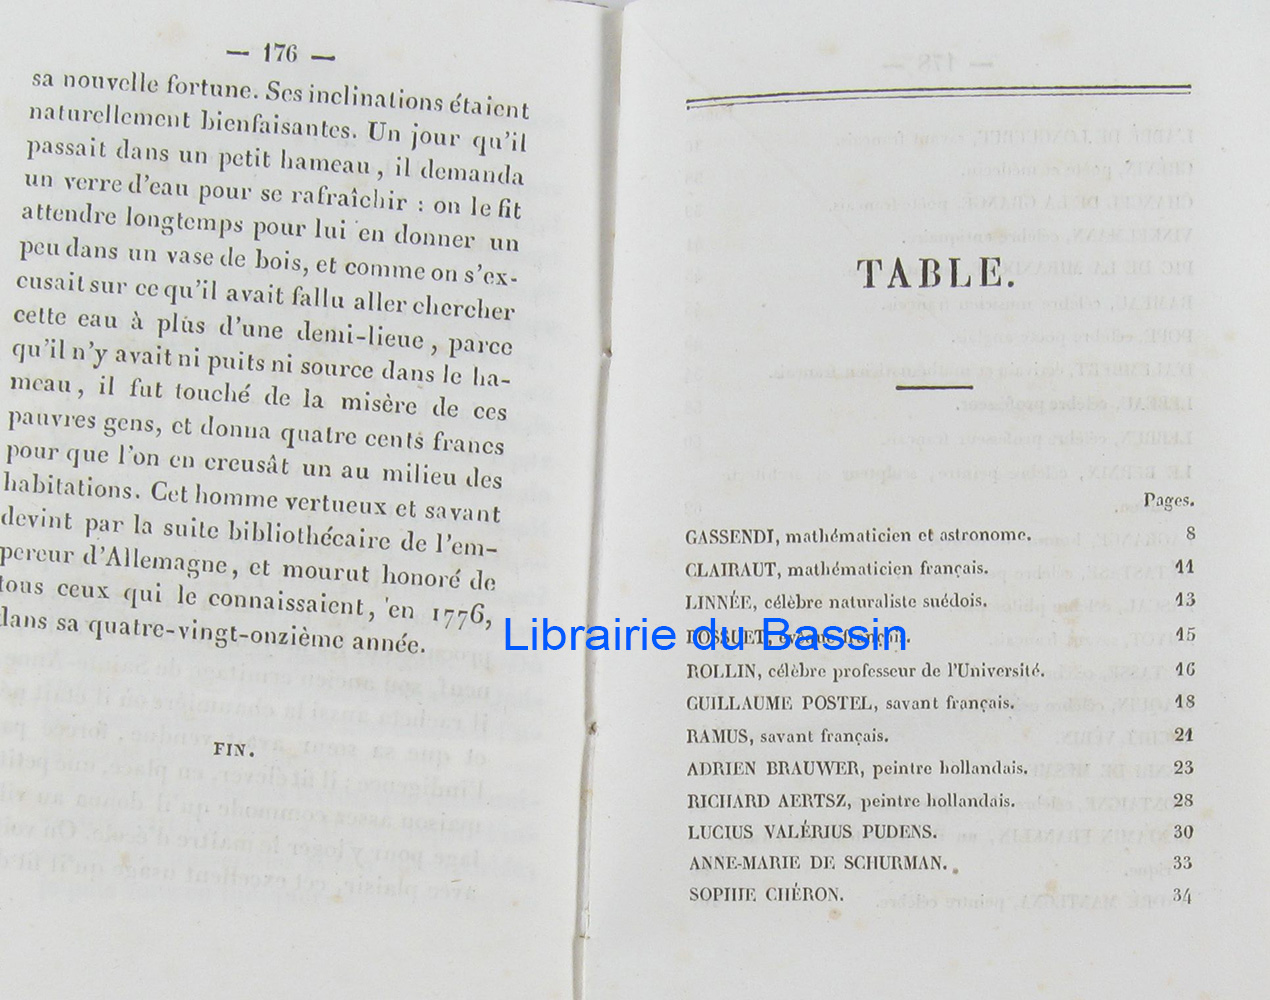 — 176 —
sa nouvelle fortune. Ses inclinations étaient
naturellement bienfaisantes. Un jour qu'il
passait dans un petit hameau, il demanda
un verre d'eau pour se rafraîchir : on le fit
attendre longtemps pour lui en donner un
peu dans un vase de bois, et comme on s'ex-
cusait sur ce qu'il avait fallu aller chercher
cette eau à plus d'une demi-lieue, parce
qu'il n'y avait ni puits ni source dans le ha-
meau, il fut touché de la misère de ces
pauvres gens, et donna quatre cents francs
pour que l'on en creusât un au milieu des
habitations. Cet homme vertueux et savant
devint par la suite bibliothécaire de l'em-
pereur d'Allemagne, et mourut honoré de
tous ceux qui le connaissaient, en 1776,
dans sa quatre-vingt-onzième année.
FIN.
TABLE.
Pages.
GASSENDI, mathématicien et astronome. 8
CLAIRAUT, mathématicien français. 11
LINNÉE, célèbre naturaliste suédois. 13
BOSSUET, évêque français. 15
ROLLIN, célèbre professeur de l'Université. 16
GUILLAUME POSTEL, savant français. 18
RAMUS, savant français. 21
ADRIEN BRAUWER, peintre hollandais. 23
RICHARD AERTSZ, peintre hollandais. 28
LUCIUS VALÉRIUS PUDENS. 30
ANNE-MARIE DE SCHURMAN. 33
SOPHIE CHÉRON. 34
Librairie du Bassin